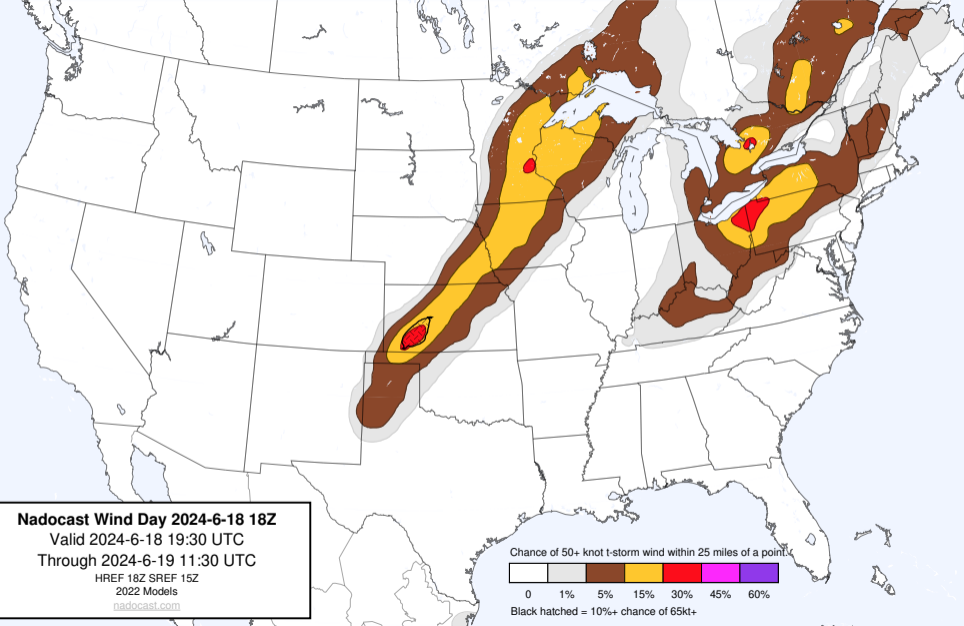 Nadocast Wind Day 2024-6-18 18Z
Valid 2024-6-18 19:30 UTC
Through 2024-6-19 11:30 UTC
HREF 18Z SREF 15Z
2022 Models
nadocast.com
Chance of 50+ knot t-storm wind within 25 miles of a point.
0 1% 5% 15% 30% 45% 60%
Black hatched = 10%+ chance of 65kt+